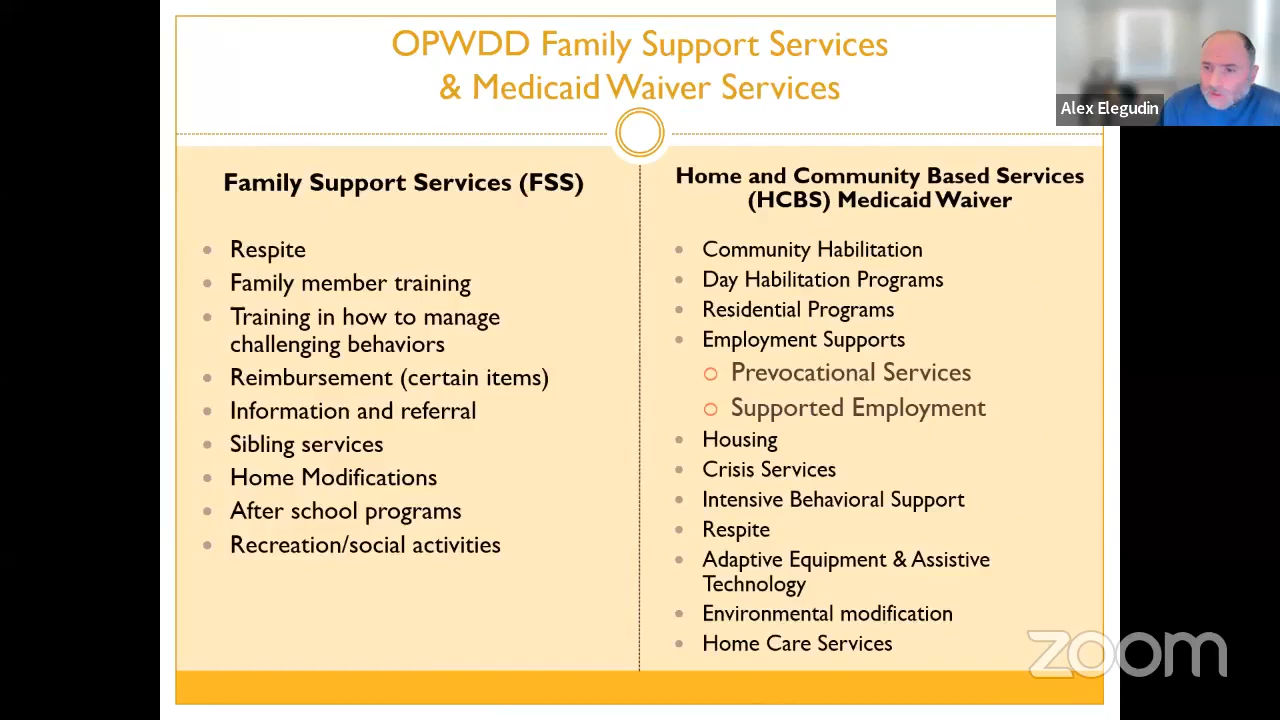 OPWDD Family Support Services
& Medicaid Waiver Services
Alex Elegudin
Family Support Services (FSS)
Respite
Family member training
Training in how to manage
challenging behaviors
Reimbursement (certain items)
Information and referral
Sibling services
Home Modifications
After school programs
Recreation/social activities
Home and Community Based Services
(HCBS) Medicaid Waiver
Community Habilitation
Day Habilitation Programs
Residential Programs
Employment Supports
Prevocational Services
Supported Employment
Housing
Crisis Services
Intensive Behavioral Support
Respite
Adaptive Equipment & Assistive
Technology
Environmental modification
Home Care Services
zoom